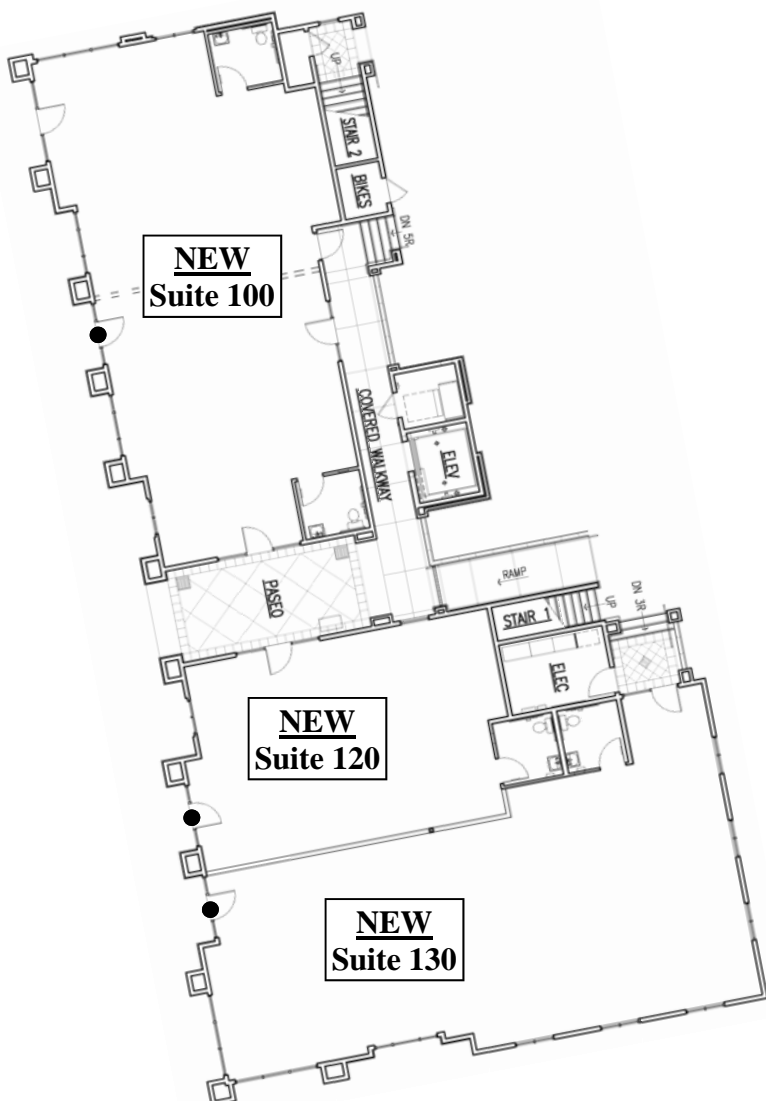 UP
STAIR 2
BIKES
DN 5R
NEW
Suite 100
COVERED WALKWAY
ELEV
PASEO
RAMP
DN 3R
UP
STAIR 1
ELEC
NEW
Suite 120
NEW
Suite 130